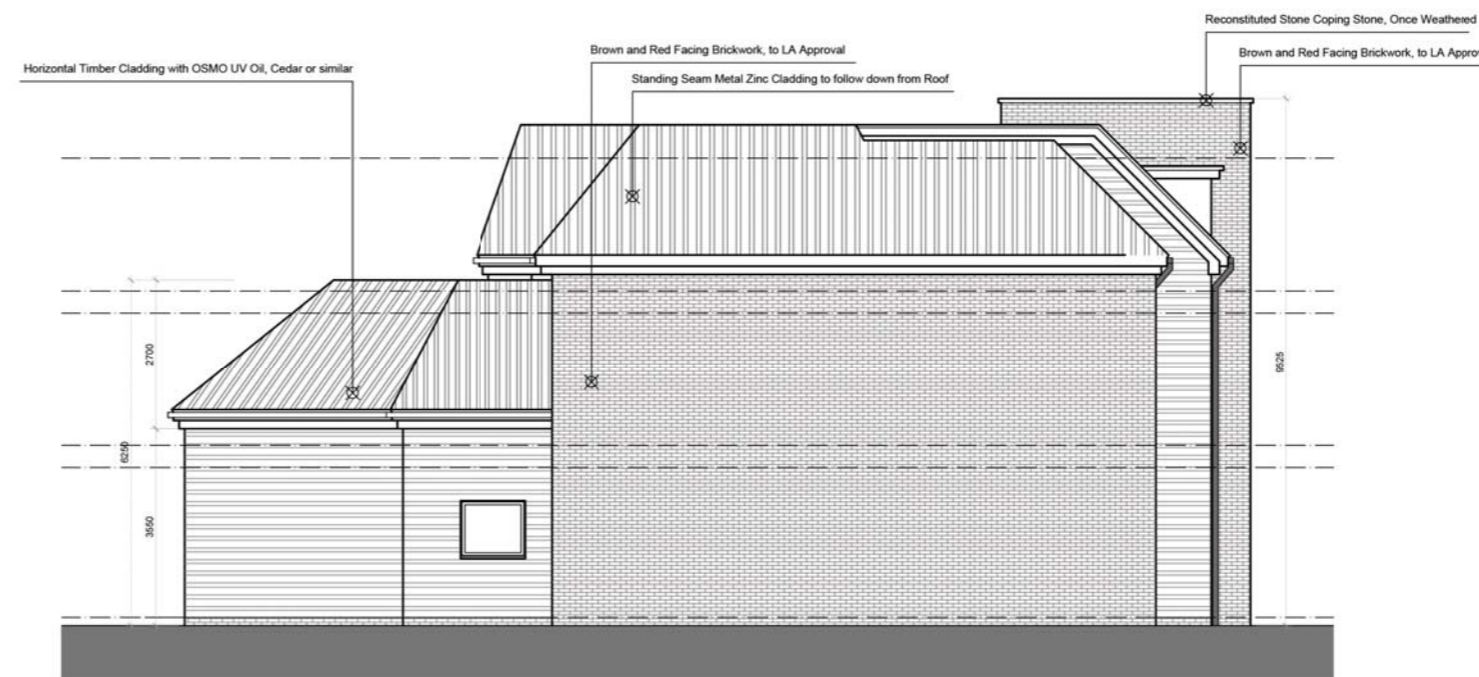 Reconstituted Stone Coping Stone, Once Weathered
Brown and Red Facing Brickwork, to LA Approval
Brown and Red Facing Brickwork, to LA Approv
Horizontal Timber Cladding with OSMO UV Oil, Cedar or similar
Standing Seam Metal Zinc Cladding to follow down from Roof
2700
9525
6250
3550